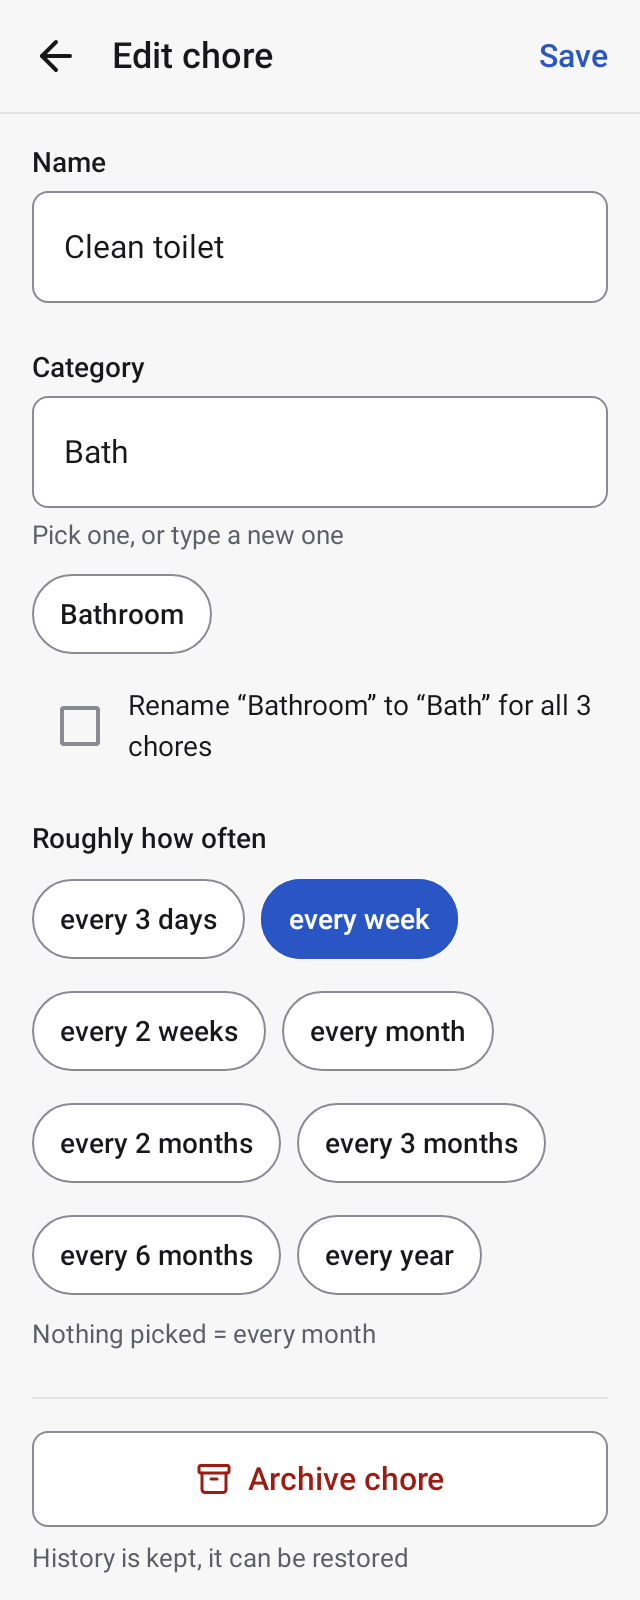 Edit chore
Save
Name
Clean toilet
Category
Bath
Pick one, or type a new one
Bathroom
Rename “Bathroom” to “Bath” for all 3
chores
Roughly how often
every 3 days
every week
every 2 weeks
every month
every 2 months
every 3 months
every 6 months
every year
Nothing picked = every month
Archive chore
History is kept, it can be restored